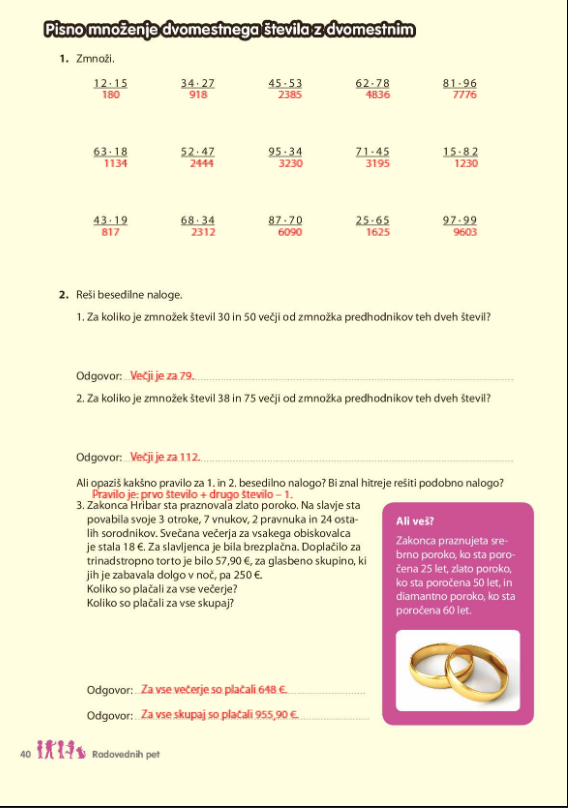 Pisno množenje dvomestnega števila z dvomestnim
1. Zmnoži.
12 · 15 34 · 27 45 · 53 62 · 78 81 · 96
180 918 2385 4836 7776
63 · 18 52 · 47 95 · 34 71 · 45 15 · 82
1134 2444 3230 3195 1230
43 · 19 68 · 34 87 · 70 25 · 65 97 · 99
817 2312 6090 1625 9603
2. Reši besedilne naloge.
1. Za koliko je zmnožek števil 30 in 50 večji od zmnožka predhodnikov teh dveh števil?
Odgovor: Večji je za 79.
2. Za koliko je zmnožek števil 38 in 75 večji od zmnožka predhodnikov teh dveh števil?
Odgovor: Večji je za 112.
Ali opaziš kakšno pravilo za 1. in 2. besedilno nalogo? Bi znal hitreje rešiti podobno nalogo?
Pravilo je: prvo število + drugo število – 1.
3. Zakonca Hribar sta praznovala zlato poroko. Na slavje sta
povabila svoje 3 otroke, 7 vnukov, 2 pravnuka in 24 osta-
lih sorodnikov. Svečana večerja za vsakega obiskovalca
je stala 18 €. Za slavljenca je bila brezplačna. Doplačilo za
trinadstropno torto je bilo 57,90 €, za glasbeno skupino, ki
jih je zabavala dolgo v noč, pa 250 €.
Koliko so plačali za vse večerje?
Koliko so plačali za vse skupaj?
Odgovor: Za vse večerje so plačali 648 €.
Odgovor: Za vse skupaj so plačali 955,90 €.
Ali veš?
Zakonca praznujeta sre-
brno poroko, ko sta poro-
čena 25 let, zlato poroko,
ko sta poročena 50 let, in
diamantno poroko, ko sta
poročena 60 let.
40 Radovednih pet